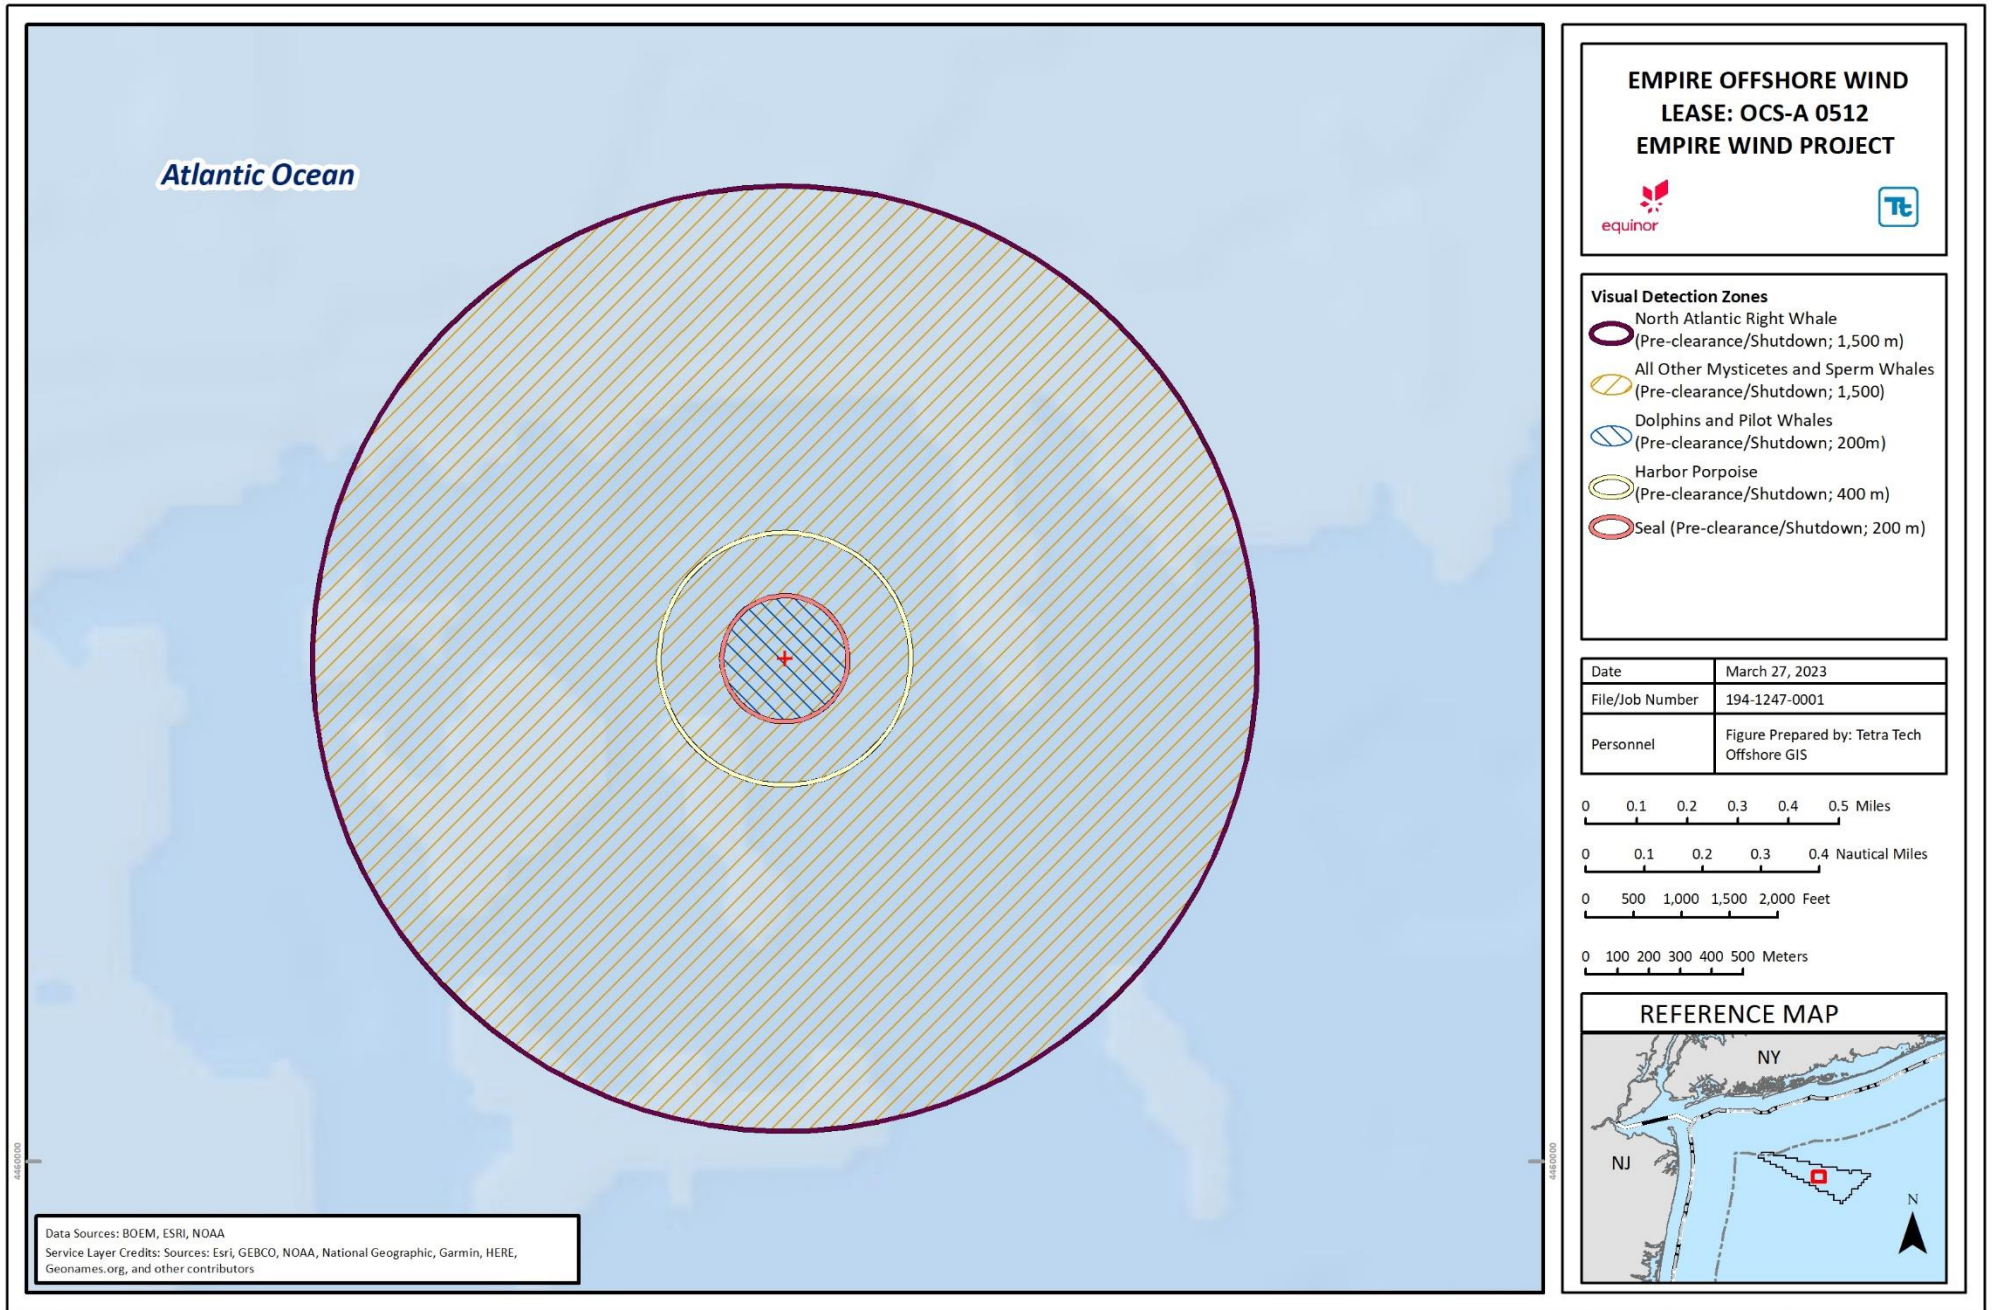 Atlantic Ocean
4460000
4460000
Data Sources: BOEM, ESRI, NOAA
Service Layer Credits: Sources: Esri, GEBCO, NOAA, National Geographic, Garmin, HERE,
Geonames.org, and other contributors
EMPIRE OFFSHORE WIND
LEASE: OCS-A 0512
EMPIRE WIND PROJECT
equinor
Tt
Visual Detection Zones
North Atlantic Right Whale
(Pre-clearance/Shutdown; 1,500 m)
All Other Mysticetes and Sperm Whales
(Pre-clearance/Shutdown; 1,500)
Dolphins and Pilot Whales
(Pre-clearance/Shutdown; 200m)
Harbor Porpoise
(Pre-clearance/Shutdown; 400 m)
Seal (Pre-clearance/Shutdown; 200 m)
Date March 27, 2023
File/Job Number 194-1247-0001
Personnel Figure Prepared by: Tetra Tech
Offshore GIS
0 0.1 0.2 0.3 0.4 0.5 Miles
0 0.1 0.2 0.3 0.4 Nautical Miles
0 500 1,000 1,500 2,000 Feet
0 100 200 300 400 500 Meters
REFERENCE MAP
NY
NJ
N